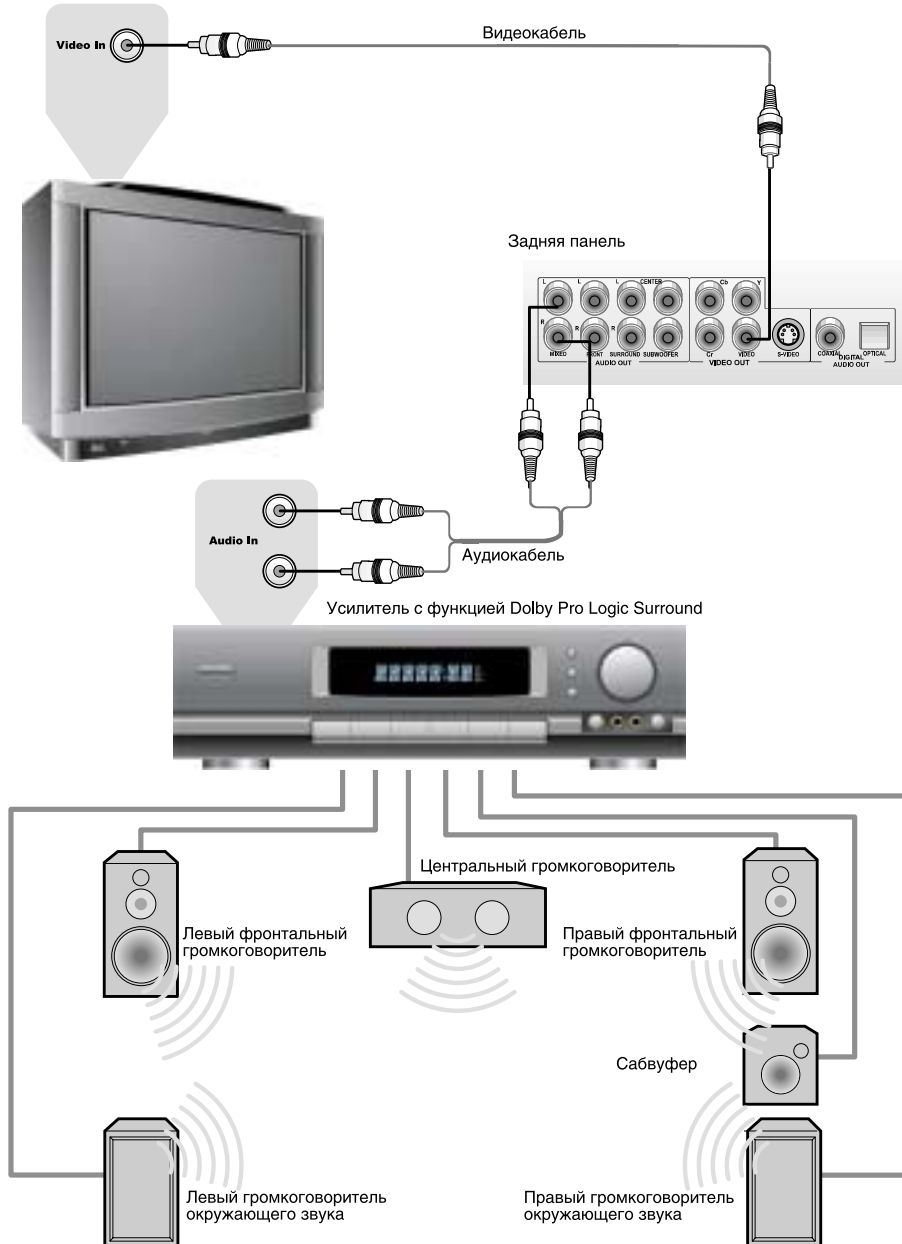 Видеокабель
Video In
Задняя панель
L L L CENTER Cb Y
R R R
MIXED FRONT SURROUND SUBWOOFER Cr VIDEO S-VIDEO COAXIAL OPTICAL
AUDIO OUT VIDEO OUT DIGITAL
AUDIO OUT
Audio In
Аудиокабель
Усилитель с функцией Dolby Pro Logic Surround
Центральный громкоговоритель
Левый фронтальный
громкоговоритель
Правый фронтальный
громкоговоритель
Сабвуфер
Левый громкоговоритель
окружающего звука
Правый громкоговоритель
окружающего звука